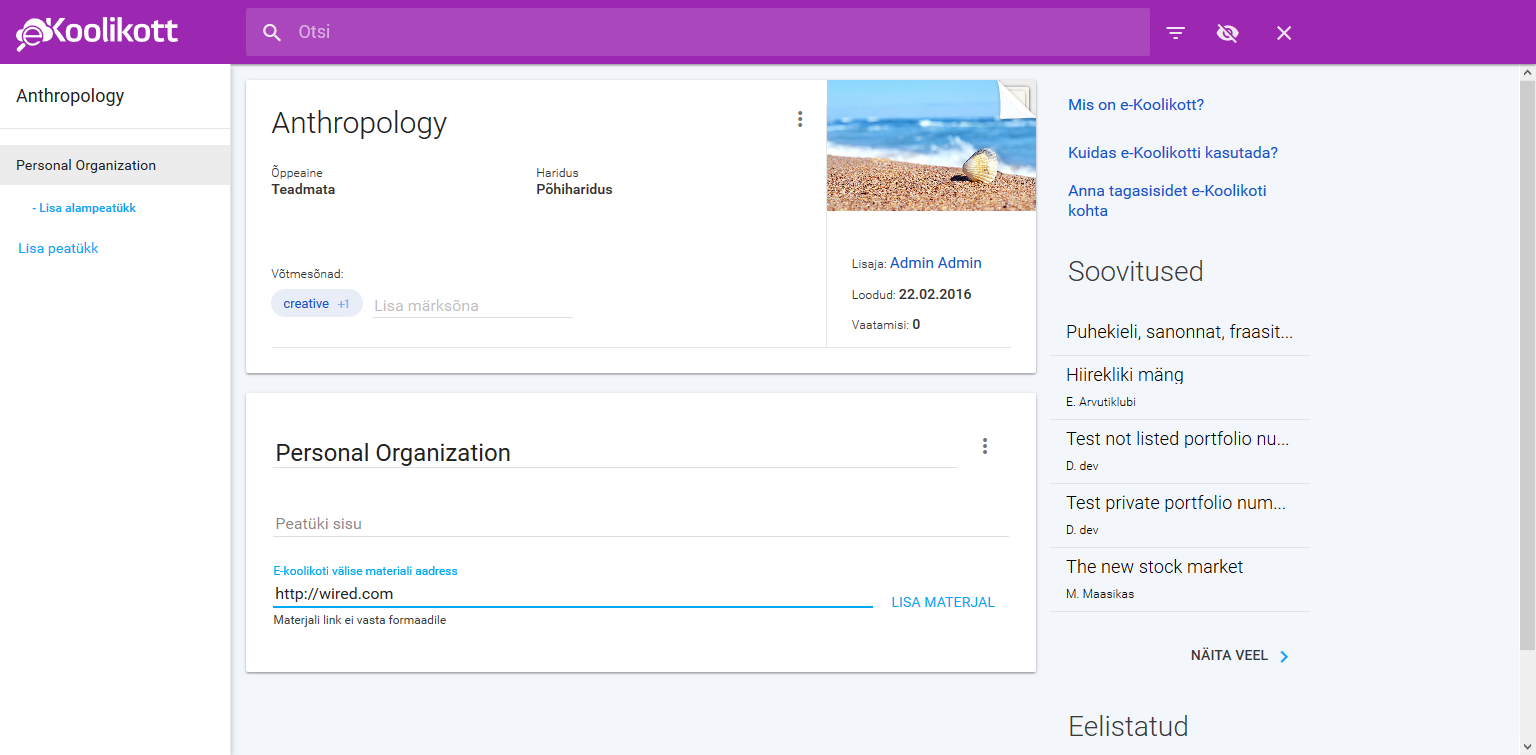 eKoolikott
Otsi
Anthropology
Personal Organization
- Lisa alampeatükk
Lisa peatükk
Anthropology
Õppeaine
Teadmata
Haridus
Põhiharidus
Võtmesõnad:
creative +1
Lisa märksõna
Lisaja: Admin Admin
Loodud: 22.02.2016
Vaatamisi: 0
Personal Organization
Peatüki sisu
E-koolikoti välise materiali aadress
http://wired.com
LISA MATERJAL
Materjali link ei vasta formaadile
Mis on e-Koolikott?
Kuidas e-Koolikotti kasutada?
Anna tagasisidet e-Koolikoti
kohta
Soovitused
Puhekieli, sanonnat, fraasit...
Hiirekliki mäng
E. Arvutiklubi
Test not listed portfolio nu...
D. dev
Test private portfolio num...
D. dev
The new stock market
M. Maasikas
NÄITA VEEL
Eelistatud